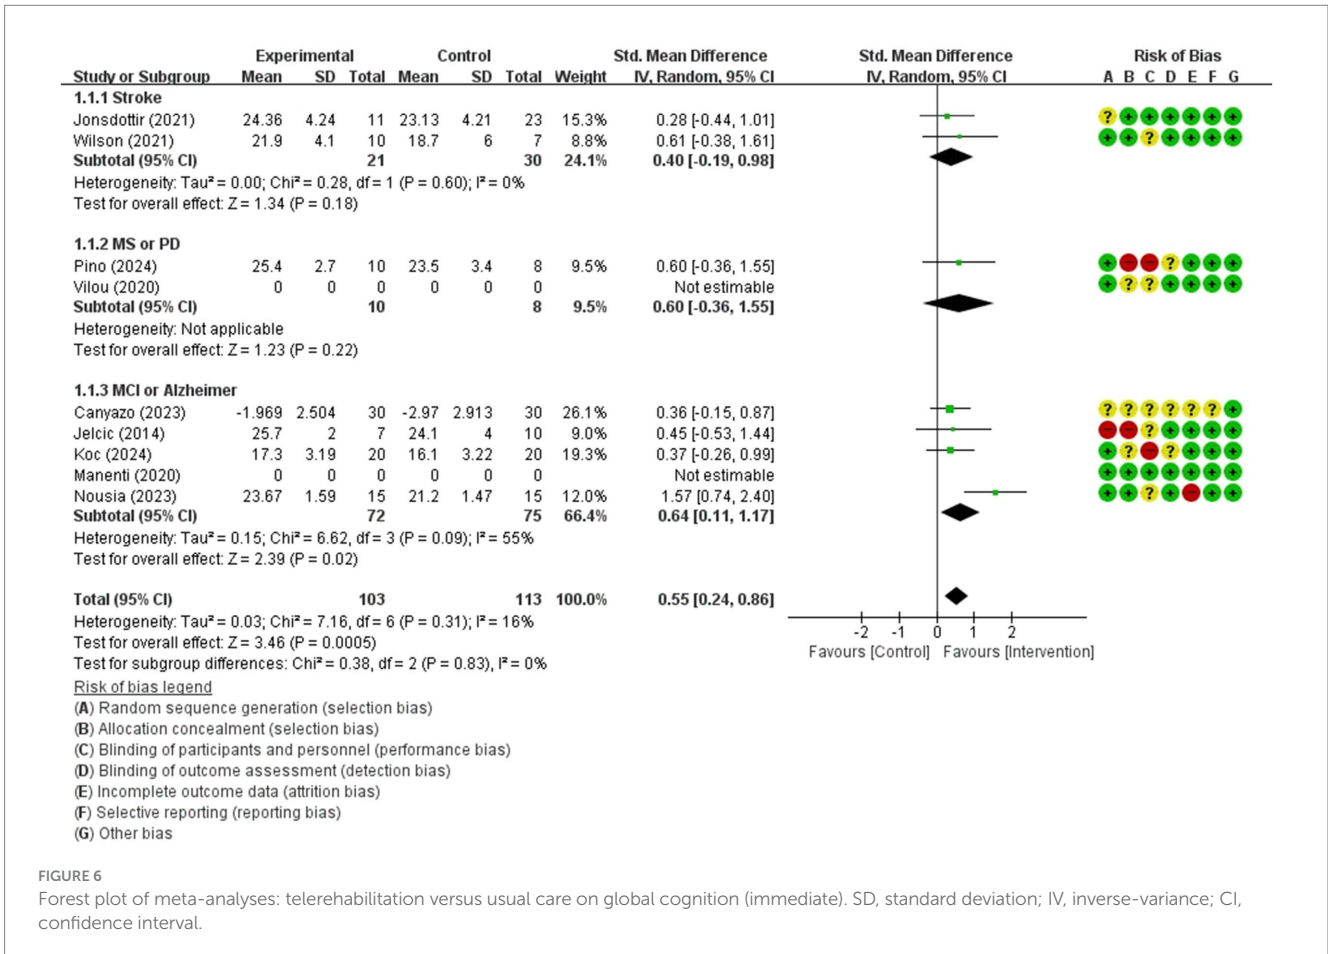 Experimental Control Std. Mean Difference Std. Mean Difference Risk of Bias
Study or Subgroup Mean SD Total Mean SD Total Weight IV, Random, 95% CI IV, Random, 95% CI A B C D E F G
1.1.1 Stroke
Jonsdottir (2021) 24.36 4.24 11 23.13 4.21 23 15.3% 0.28 [-0.44, 1.01] ? + + + + + +
Wilson (2021) 21.9 4.1 10 18.7 6 7 8.8% 0.61 [-0.38, 1.61] + + ? + + + +
Subtotal (95% CI) 21 30 24.1% 0.40 [-0.19, 0.98]
Heterogeneity: Tau² = 0.00; Chi² = 0.28, df = 1 (P = 0.60); I² = 0%
Test for overall effect: Z = 1.34 (P = 0.18)
1.1.2 MS or PD
Pino (2024) 25.4 2.7 10 23.5 3.4 8 9.5% 0.60 [-0.36, 1.55] + - - ? + + +
Vilou (2020) 0 0 0 0 0 0 Not estimable + ? ? + + + +
Subtotal (95% CI) 10 8 9.5% 0.60 [-0.36, 1.55]
Heterogeneity: Not applicable
Test for overall effect: Z = 1.23 (P = 0.22)
1.1.3 MCI or Alzheimer
Canyazo (2023) -1.969 2.504 30 -2.97 2.913 30 26.1% 0.36 [-0.15, 0.87] ? ? ? ? ? ? +
Jelcic (2014) 25.7 2 7 24.1 4 10 9.0% 0.45 [-0.53, 1.44] - - ? + + + +
Koc (2024) 17.3 3.19 20 16.1 3.22 20 19.3% 0.37 [-0.26, 0.99] + ? - ? + + +
Manenti (2020) 0 0 0 0 0 0 Not estimable + + + + + + +
Nousia (2023) 23.67 1.59 15 21.2 1.47 15 12.0% 1.57 [0.74, 2.40] + + ? + - + +
Subtotal (95% CI) 72 75 66.4% 0.64 [0.11, 1.17]
Heterogeneity: Tau² = 0.15; Chi² = 6.62, df = 3 (P = 0.09); I² = 55%
Test for overall effect: Z = 2.39 (P = 0.02)
Total (95% CI) 103 113 100.0% 0.55 [0.24, 0.86]
Heterogeneity: Tau² = 0.03; Chi² = 7.16, df = 6 (P = 0.31); I² = 16%
Test for overall effect: Z = 3.46 (P = 0.0005)
Test for subgroup differences: Chi² = 0.38, df = 2 (P = 0.83), I² = 0%
-2 -1 0 1 2
Favours [Control] Favours [Intervention]
Risk of bias legend
(A) Random sequence generation (selection bias)
(B) Allocation concealment (selection bias)
(C) Blinding of participants and personnel (performance bias)
(D) Blinding of outcome assessment (detection bias)
(E) Incomplete outcome data (attrition bias)
(F) Selective reporting (reporting bias)
(G) Other bias
FIGURE 6
Forest plot of meta-analyses: telerehabilitation versus usual care on global cognition (immediate). SD, standard deviation; IV, inverse-variance; CI,
confidence interval.